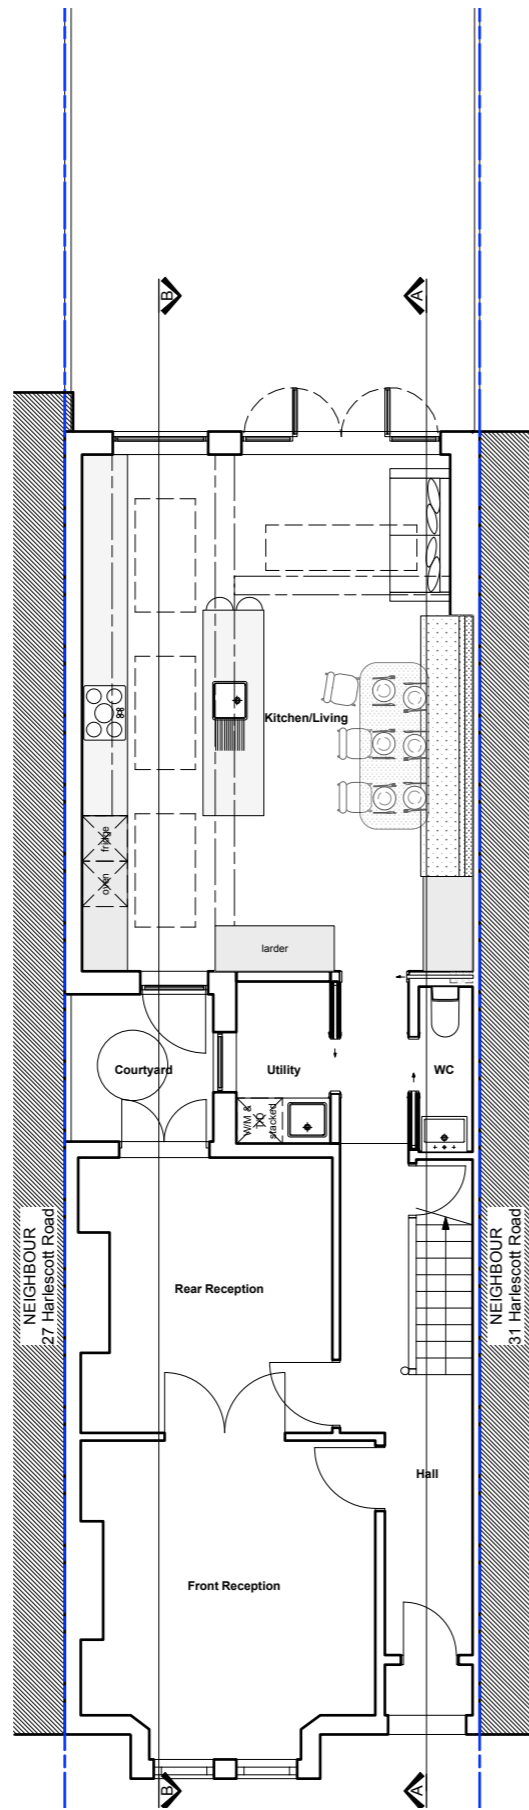 B
A
Kitchen/Living
fridge
oven
larder
Courtyard
Utility
WC
W/M &
TD
stacked
NEIGHBOUR
27 Harlescott Road
NEIGHBOUR
31 Harlescott Road
Rear Reception
Hall
Front Reception
B
A